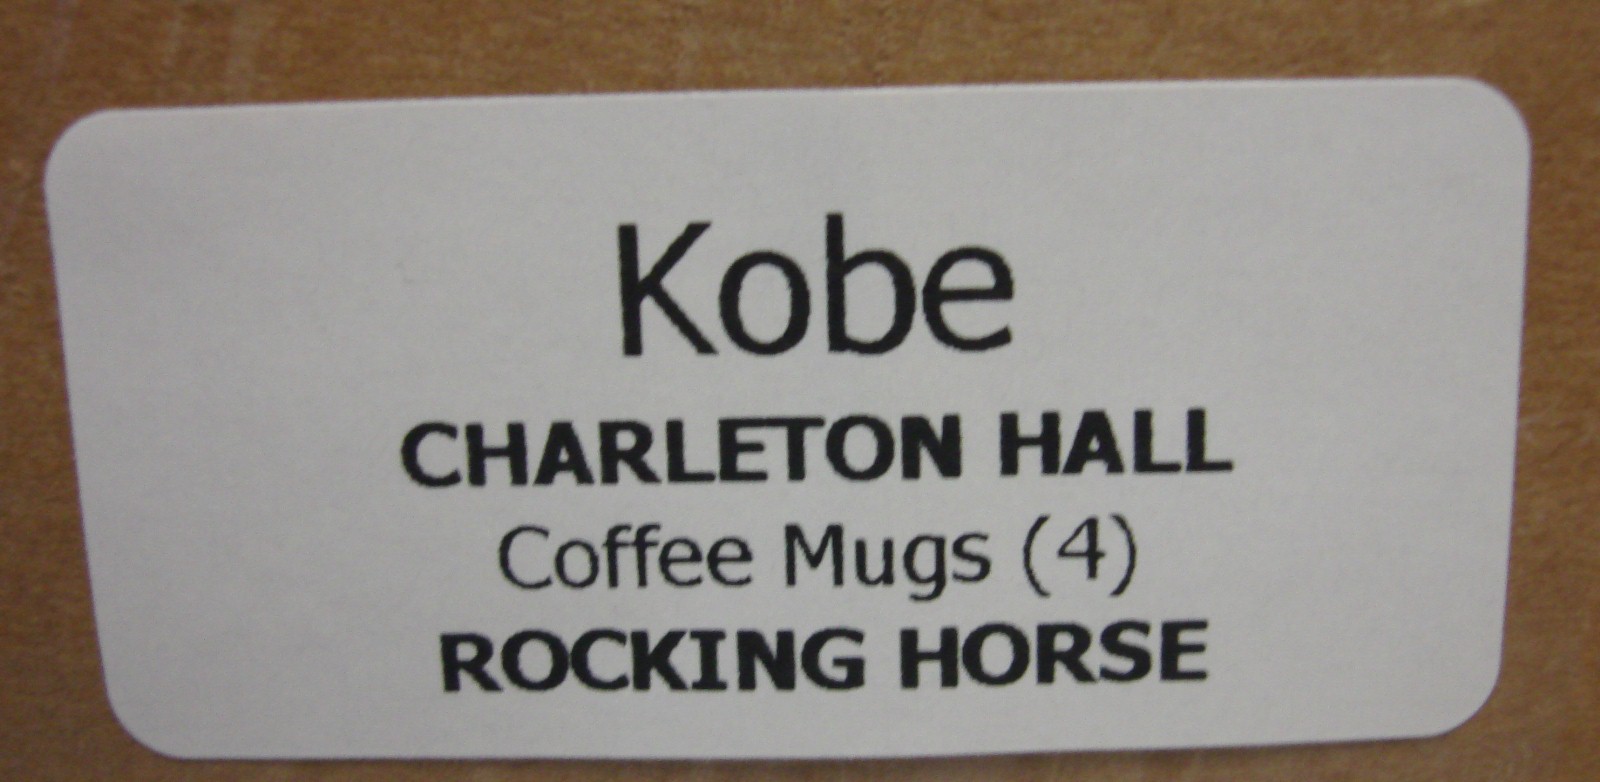 Kobe
CHARLETON HALL
Coffee Mugs (4)
ROCKING HORSE